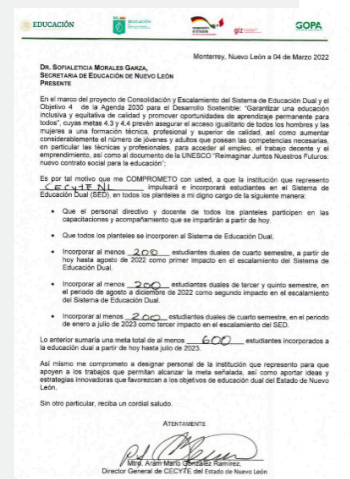 EDUCACIÓN
giz
GOPA
Monterrey, Nuevo León a 04 de Marzo 2022
DR. SOFIALETICIA MORALES GARZA,
SECRETARIA DE EDUCACIÓN DE NUEVO LEÓN
PRESENTE
En el marco del proyecto de Consolidación y Escalamiento del Sistema de Educación Dual y el
Objetivo 4 de la Agenda 2030 para el Desarrollo Sostenible: "Garantizar una educación
inclusiva y equitativa de calidad y promover oportunidades de aprendizaje permanente para
todos", cuyas metas 4.3 y 4.4 prevén asegurar el acceso igualitario de todos los hombres y las
mujeres a una formación técnica, profesional y superior de calidad, así como aumentar
considerablemente el número de jóvenes y adultos que posean las competencias necesarias,
en particular las técnicas y profesionales, para acceder al empleo, el trabajo decente y el
emprendimiento, así como al documento de la UNESCO "Reimaginar Juntos Nuestros Futuros:
nuevo contrato social para la educación";
Es por tal motivo que me COMPROMETO con usted, a que la institución que represento
CECyTE NL impulsará e incorporará estudiantes en el Sistema de
Educación Dual (SED), en todos los planteles a mi digno cargo de la siguiente manera:
• Que el personal directivo y docente de todos los planteles participen en las
capacitaciones y acompañamiento que se impartirán a partir de hoy.
• Que todos los planteles se incorporen al Sistema de Educación Dual.
• Incorporar al menos 200 estudiantes duales de cuarto semestre, a partir de
hoy hasta agosto de 2022 como primer impacto en el escalamiento del Sistema de
Educación Dual.
• Incorporar al menos 200 estudiantes duales de tercer y quinto semestre, en
el periodo de agosto a diciembre de 2022 como segundo impacto en el escalamiento
del Sistema de Educación Dual.
• Incorporar al menos 200 estudiantes duales de cuarto semestre, en el periodo
de enero a julio de 2023 como tercer impacto en el escalamiento del SED.
Lo anterior sumaría una meta total de al menos 600 estudiantes incorporados a
la educación dual a partir de hoy hasta julio de 2023.
Así mismo me comprometo a designar personal de la institución que represento para que
apoyen a los trabajos que permitan alcanzar la meta señalada, así como aportar ideas y
estrategias innovadoras que favorezcan a los objetivos de educación dual del Estado de Nuevo
León.
Sin otro particular, reciba un cordial saludo.
ATENTAMENTE
Mtro. Aram Mario González Ramírez,
Director General de CECYTE del Estado de Nuevo León